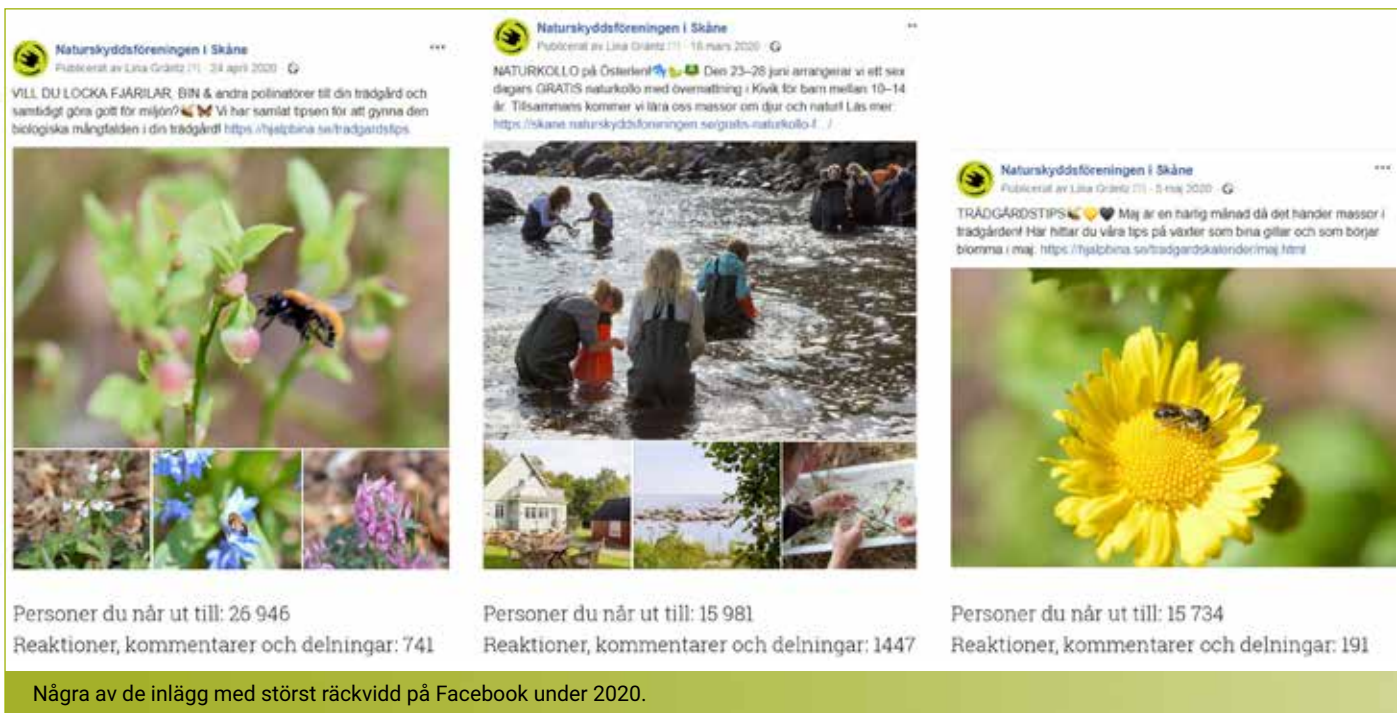 Naturskyddsföreningen i Skåne
Publicerat av Lina Gräntz [?] · 24 april 2020 ·
VILL DU LOCKA FJÄRILAR, BIN & andra pollinatörer till din trädgård och
samtidigt göra gott för miljön? Vi har samlat tipsen för att gynna den
biologiska mångfalden i din trädgård! https://hjalpbina.se/tradgardstips
Personer du når ut till: 26 946
Reaktioner, kommentarer och delningar: 741
Naturskyddsföreningen i Skåne
Publicerat av Lina Gräntz [?] · 18 mars 2020 ·
NATURKOLLO på Österlen! Den 23–28 juni arrangerar vi ett sex
dagars GRATIS naturkollo med övernattning i Kivik för barn mellan 10–14
år. Tillsammans kommer vi lära oss massor om djur och natur! Läs mer:
https://skane.naturskyddsforeningen.se/gratis-naturkollo-f.../
Personer du når ut till: 15 981
Reaktioner, kommentarer och delningar: 1447
Naturskyddsföreningen i Skåne
Publicerat av Lina Gräntz [?] · 5 maj 2020 ·
TRÄDGÅRDSTIPS Maj är en härlig månad då det händer massor i
trädgården! Här hittar du våra tips på växter som bina gillar och som börjar
blomma i maj: https://hjalpbina.se/tradgardskalender/maj.html
Personer du når ut till: 15 734
Reaktioner, kommentarer och delningar: 191
Några av de inlägg med störst räckvidd på Facebook under 2020.